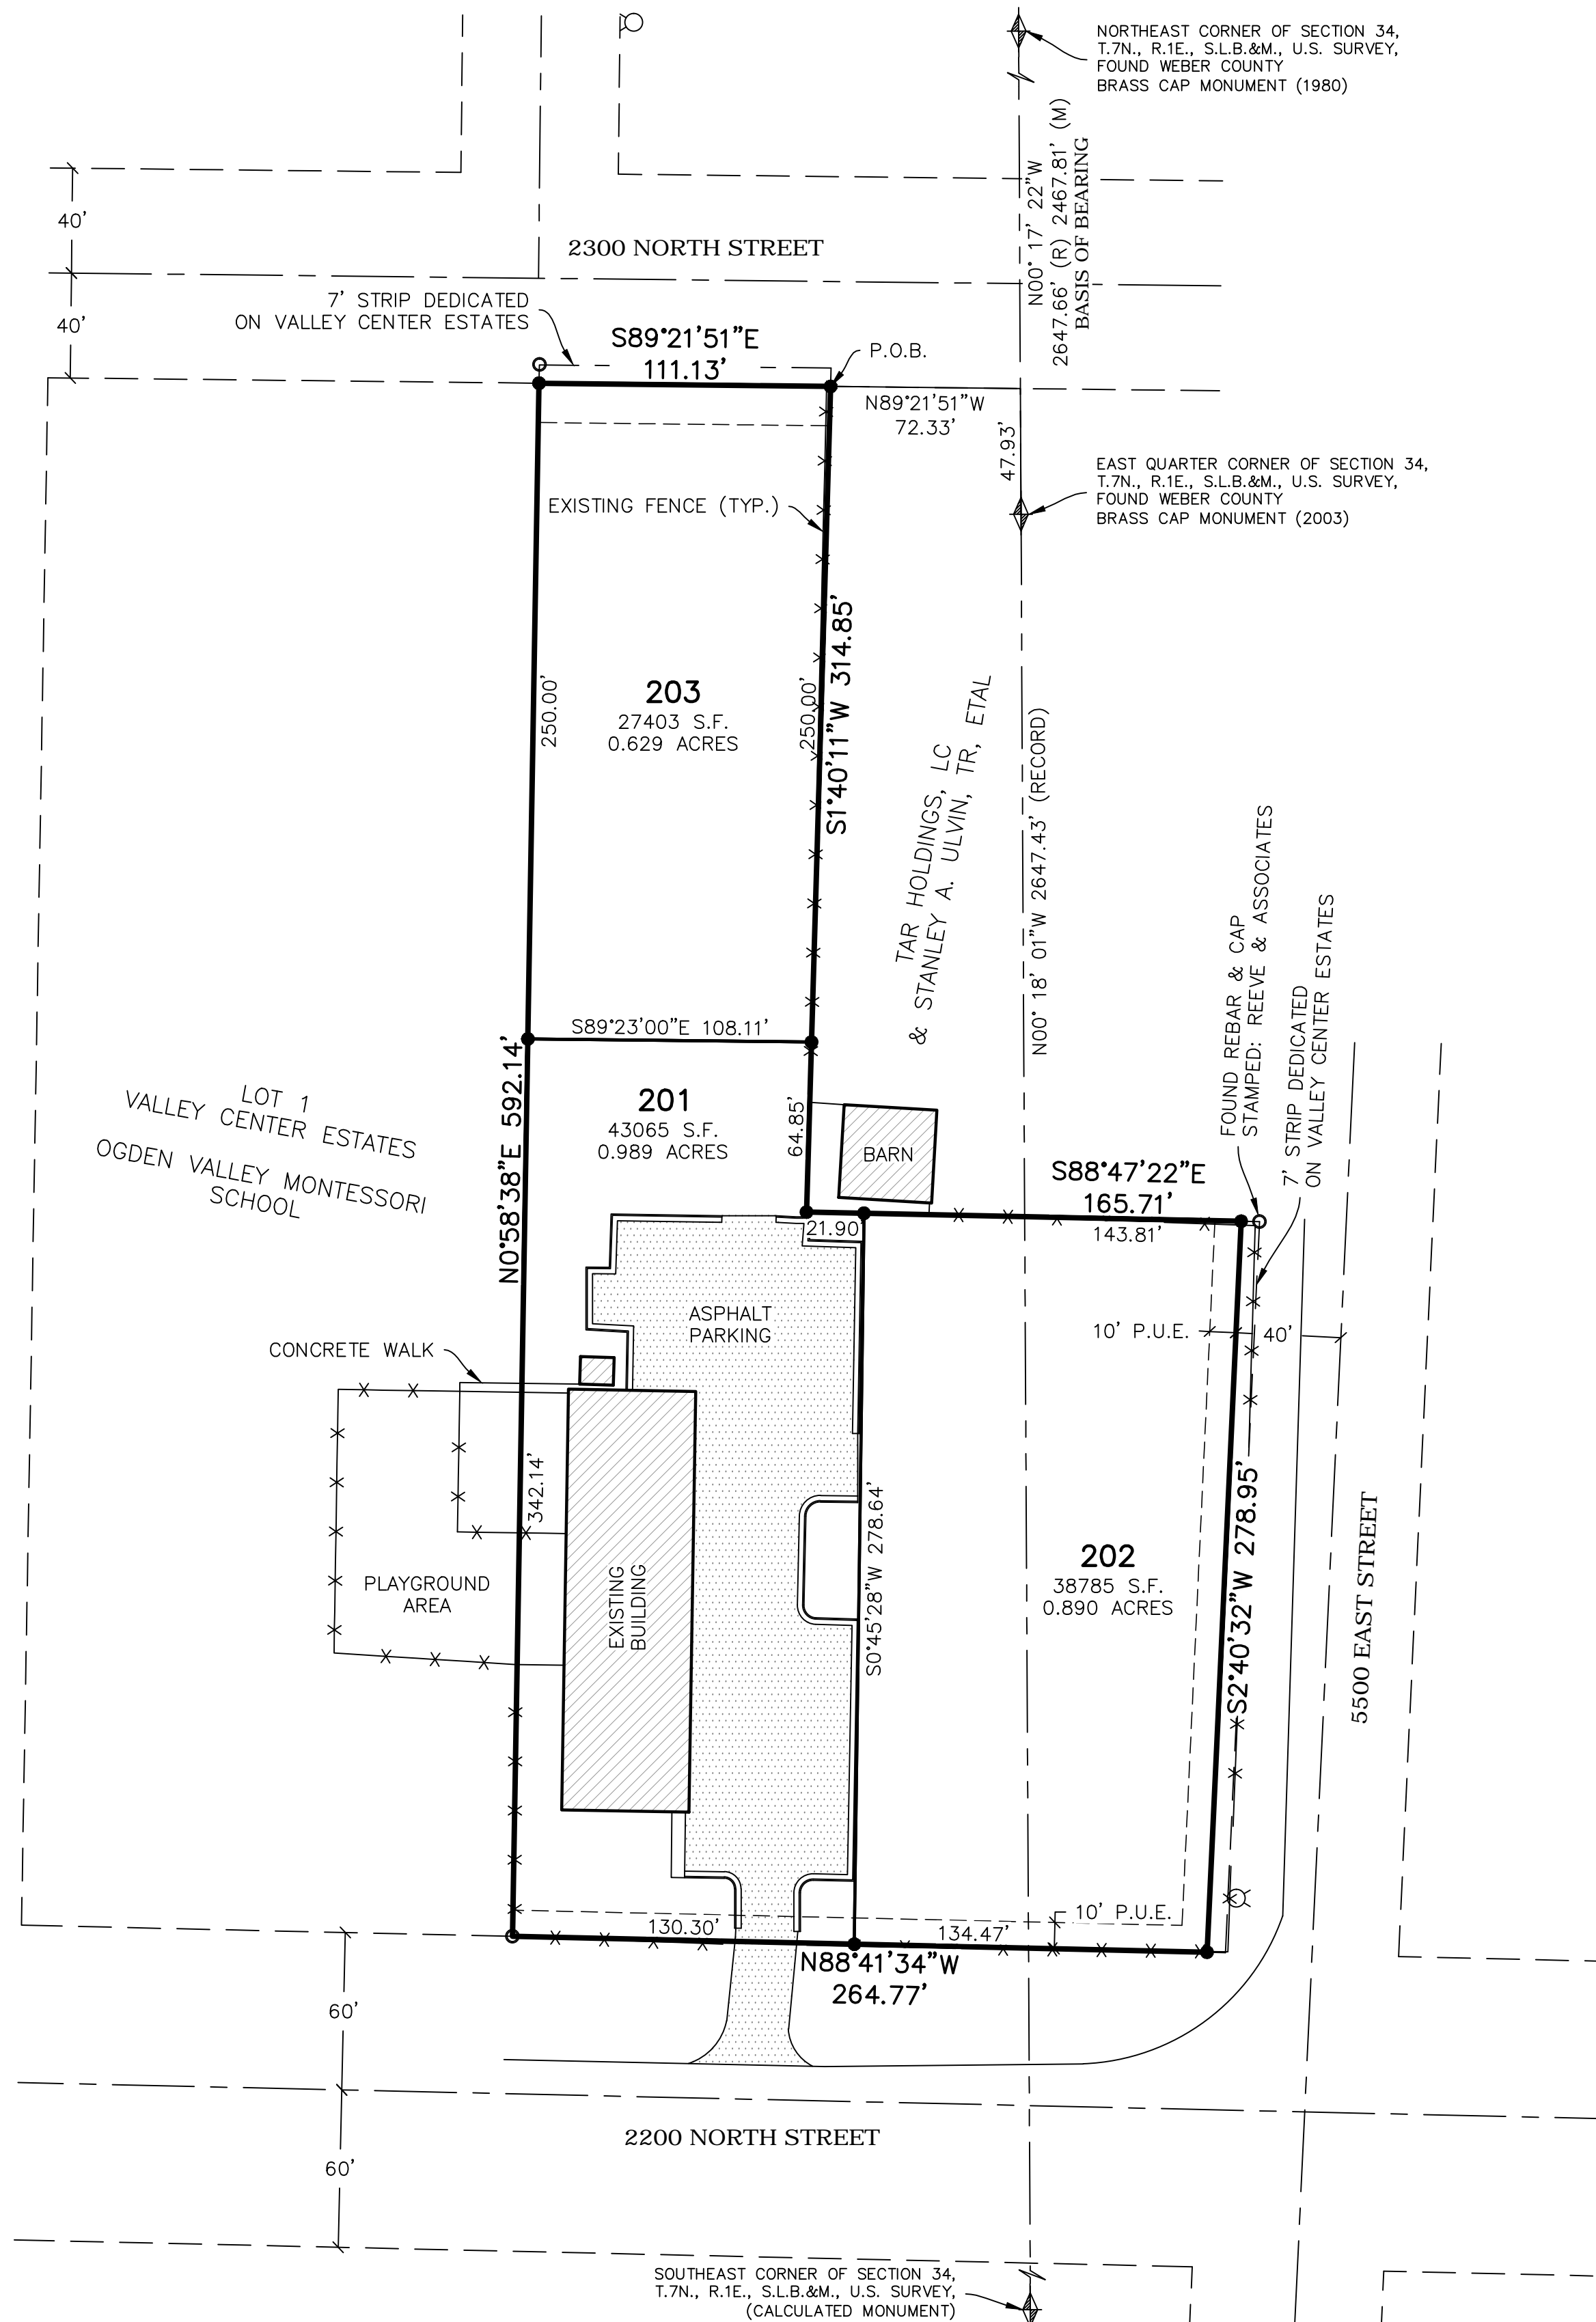 NORTHEAST CORNER OF SECTION 34,
T.7N., R.1E., S.L.B.&M., U.S. SURVEY,
FOUND WEBER COUNTY
BRASS CAP MONUMENT (1980)
N00° 17' 22"W
2647.66' (R) 2467.81' (M)
BASIS OF BEARING
40'
2300 NORTH STREET
40'
7' STRIP DEDICATED
ON VALLEY CENTER ESTATES
S89°21'51"E
111.13'
P.O.B.
N89°21'51"W
72.33'
47.93'
EAST QUARTER CORNER OF SECTION 34,
T.7N., R.1E., S.L.B.&M., U.S. SURVEY,
FOUND WEBER COUNTY
BRASS CAP MONUMENT (2003)
EXISTING FENCE (TYP.)
203
27403 S.F.
0.629 ACRES
250.00'
250.00'
S1°40'11"W 314.85'
TAR HOLDINGS, LC
& STANLEY A. ULVIN, TR, ETAL
N00° 18' 01"W 2647.43' (RECORD)
FOUND REBAR & CAP
STAMPED: REEVE & ASSOCIATES
7' STRIP DEDICATED
ON VALLEY CENTER ESTATES
S89°23'00"E 108.11'
N0°58'38"E 592.14'
201
43065 S.F.
0.989 ACRES
64.85'
BARN
LOT 1
VALLEY CENTER ESTATES
OGDEN VALLEY MONTESSORI
SCHOOL
S88°47'22"E
165.71'
21.90'
143.81'
ASPHALT
PARKING
10' P.U.E.
40'
CONCRETE WALK
342.14'
PLAYGROUND
AREA
EXISTING
BUILDING
S0°45'28"W 278.64'
202
38785 S.F.
0.890 ACRES
S2°40'32"W 278.95'
5500 EAST STREET
10' P.U.E.
130.30'
134.47'
N88°41'34"W
264.77'
60'
2200 NORTH STREET
60'
SOUTHEAST CORNER OF SECTION 34,
T.7N., R.1E., S.L.B.&M., U.S. SURVEY,
(CALCULATED MONUMENT)